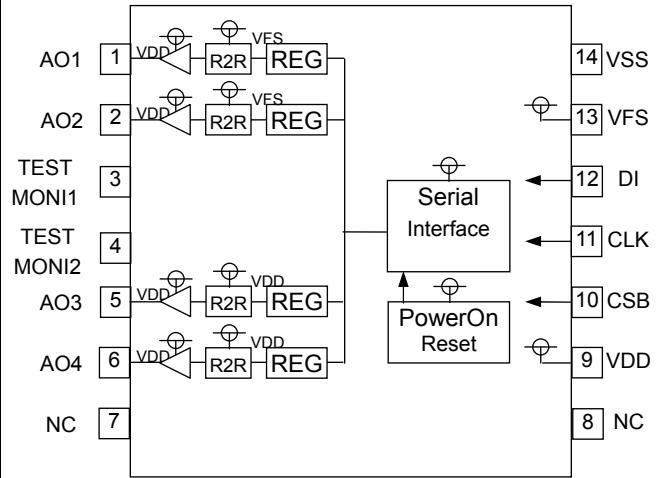 AO1 1 VDD R2R VFS REG 14 VSS
AO2 2 VDD R2R VFS REG 13 VFS
TEST
MONI1 3 12 DI
TEST
MONI2 4 11 CLK
Serial
Interface
AO3 5 VDD R2R VDD REG 10 CSB
PowerOn
Reset
AO4 6 VDD R2R VDD REG 9 VDD
NC 7 8 NC